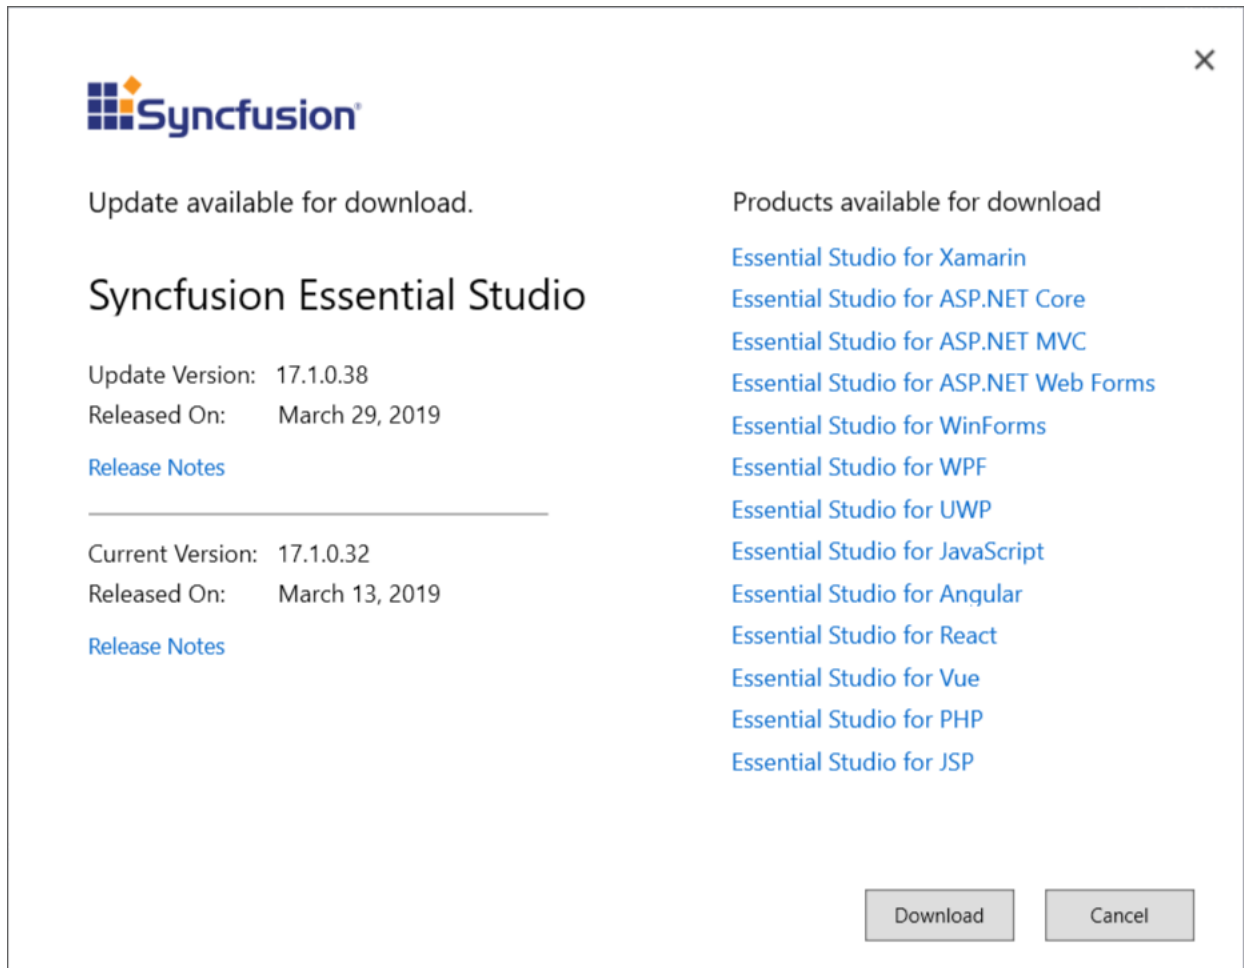 Syncfusion®
Update available for download.
Syncfusion Essential Studio
Update Version: 17.1.0.38
Released On: March 29, 2019
Release Notes
Current Version: 17.1.0.32
Released On: March 13, 2019
Release Notes
Products available for download
Essential Studio for Xamarin
Essential Studio for ASP.NET Core
Essential Studio for ASP.NET MVC
Essential Studio for ASP.NET Web Forms
Essential Studio for WinForms
Essential Studio for WPF
Essential Studio for UWP
Essential Studio for JavaScript
Essential Studio for Angular
Essential Studio for React
Essential Studio for Vue
Essential Studio for PHP
Essential Studio for JSP
Download
Cancel